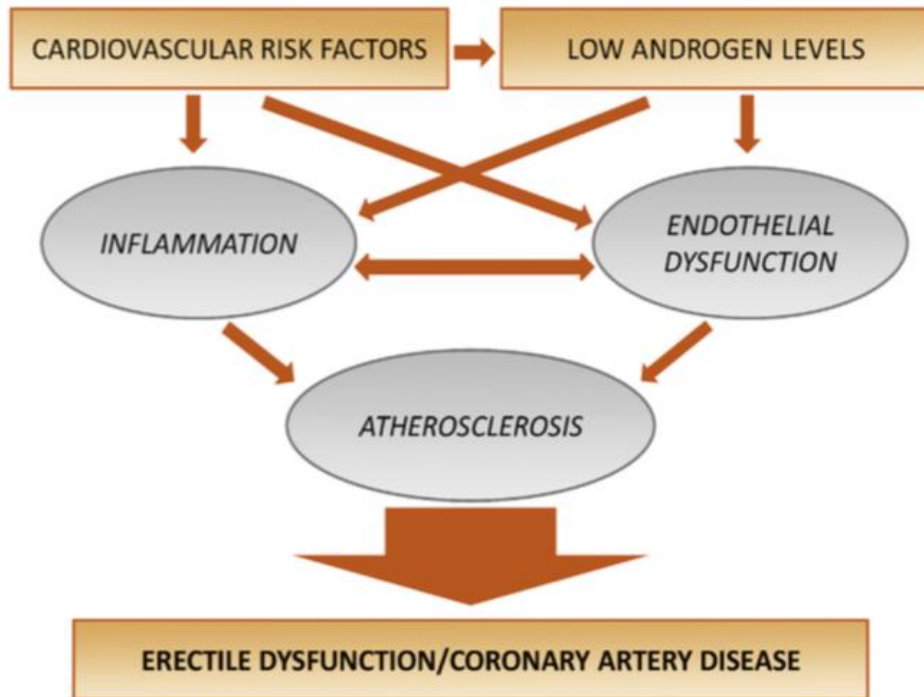 CARDIOVASCULAR RISK FACTORS
LOW ANDROGEN LEVELS
INFLAMMATION
ENDOTHELIAL
DYSFUNCTION
ATHEROSCLEROSIS
ERECTILE DYSFUNCTION/CORONARY ARTERY DISEASE